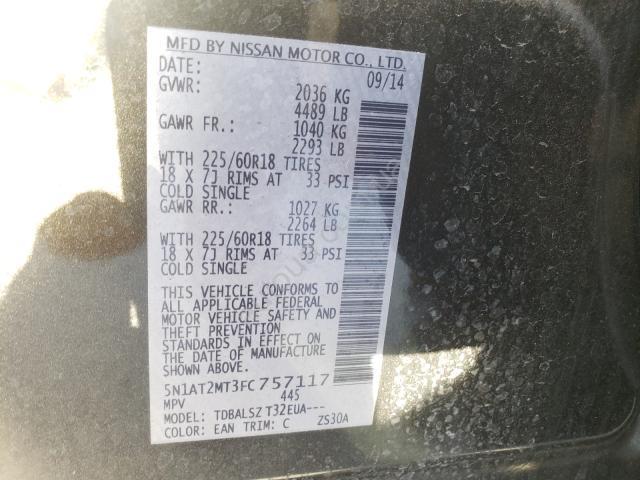 MFD BY NISSAN MOTOR CO., LTD.
DATE: 09/14
GVWR: 2036 KG
4489 LB
GAWR FR.: 1040 KG
2293 LB
WITH 225/60R18 TIRES
18 X 7J RIMS AT 33 PSI
COLD SINGLE
GAWR RR.: 1027 KG
2264 LB
WITH 225/60R18 TIRES
18 X 7J RIMS AT 33 PSI
COLD SINGLE
THIS VEHICLE CONFORMS TO
ALL APPLICABLE FEDERAL
MOTOR VEHICLE SAFETY AND
THEFT PREVENTION
STANDARDS IN EFFECT ON
THE DATE OF MANUFACTURE
SHOWN ABOVE.
5N1AT2MT3FC757117
MPV 445
MODEL: TDBALSZ T32EUA---
COLOR: EAN TRIM: C ZS30A